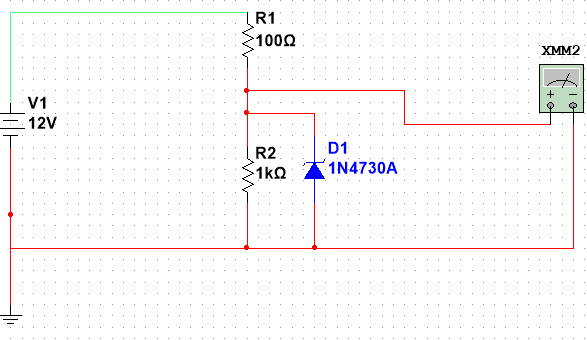 R1
100Ω
XMM2
+ −
V1
12V
D1
1N4730A
R2
1kΩ